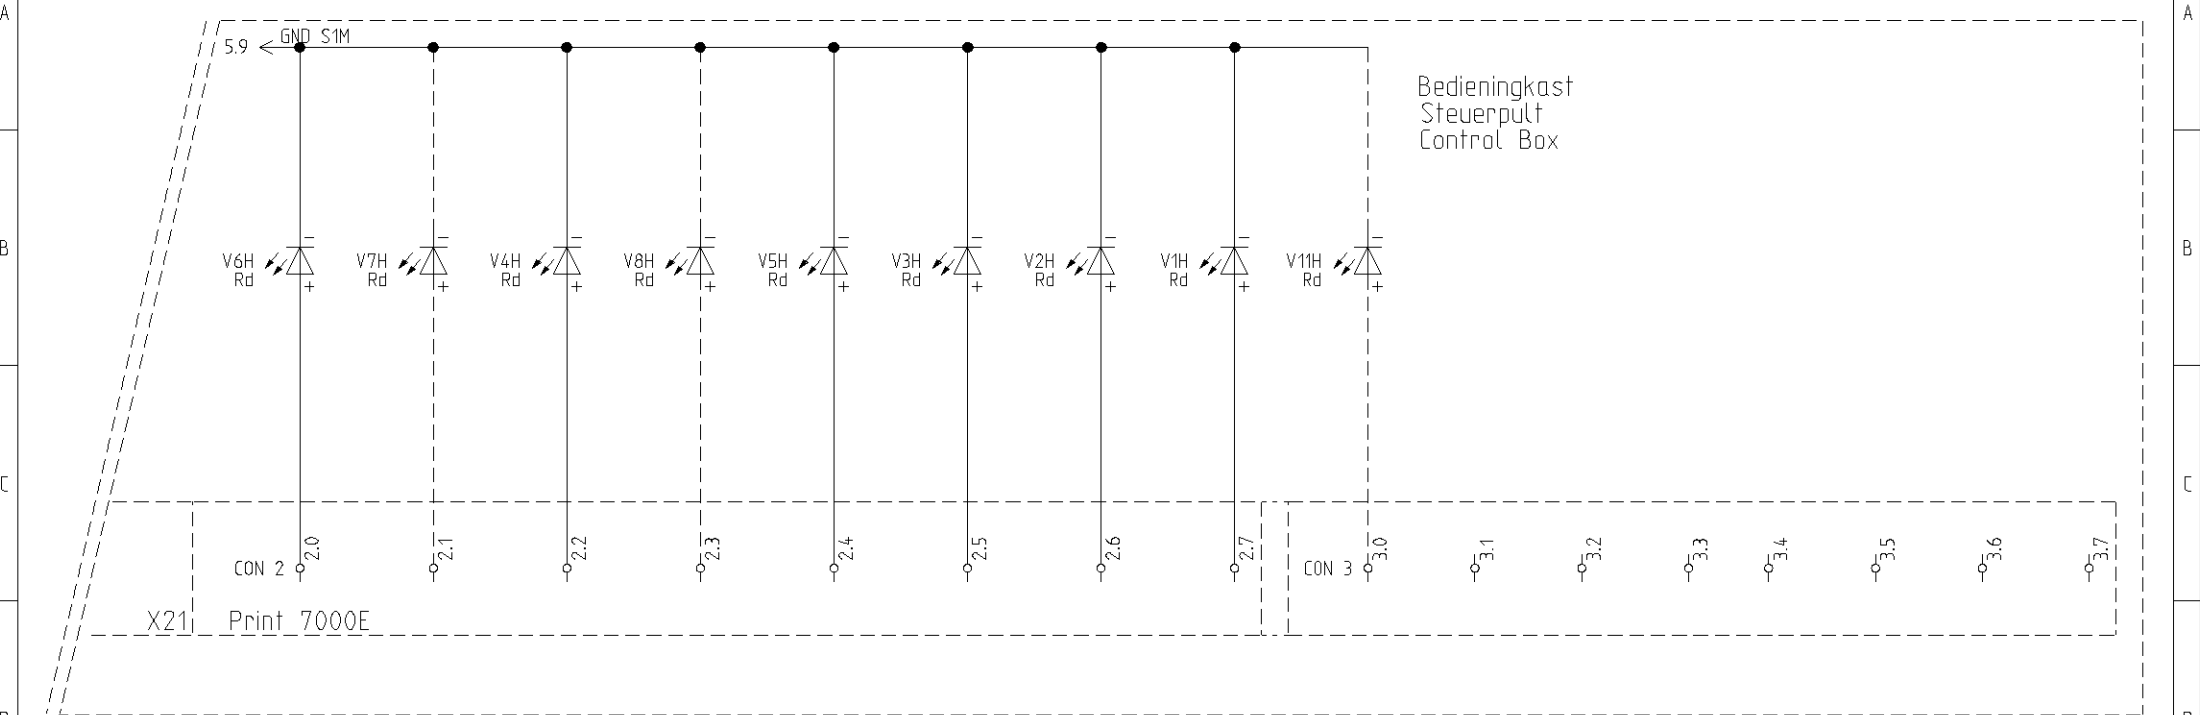 A
A
GND S1M
5.9
Bedieningkast
Steuerpult
Control Box
B
B
V6H
Rd
V7H
Rd
V4H
Rd
V8H
Rd
V5H
Rd
V3H
Rd
V2H
Rd
V1H
Rd
V11H
Rd
− − − − − − − − −
+ + + + + + + + +
C
C
2.0
2.1
2.2
2.3
2.4
2.5
2.6
2.7
3.0
3.1
3.2
3.3
3.4
3.5
3.6
3.7
CON 2
CON 3
X21
Print 7000E